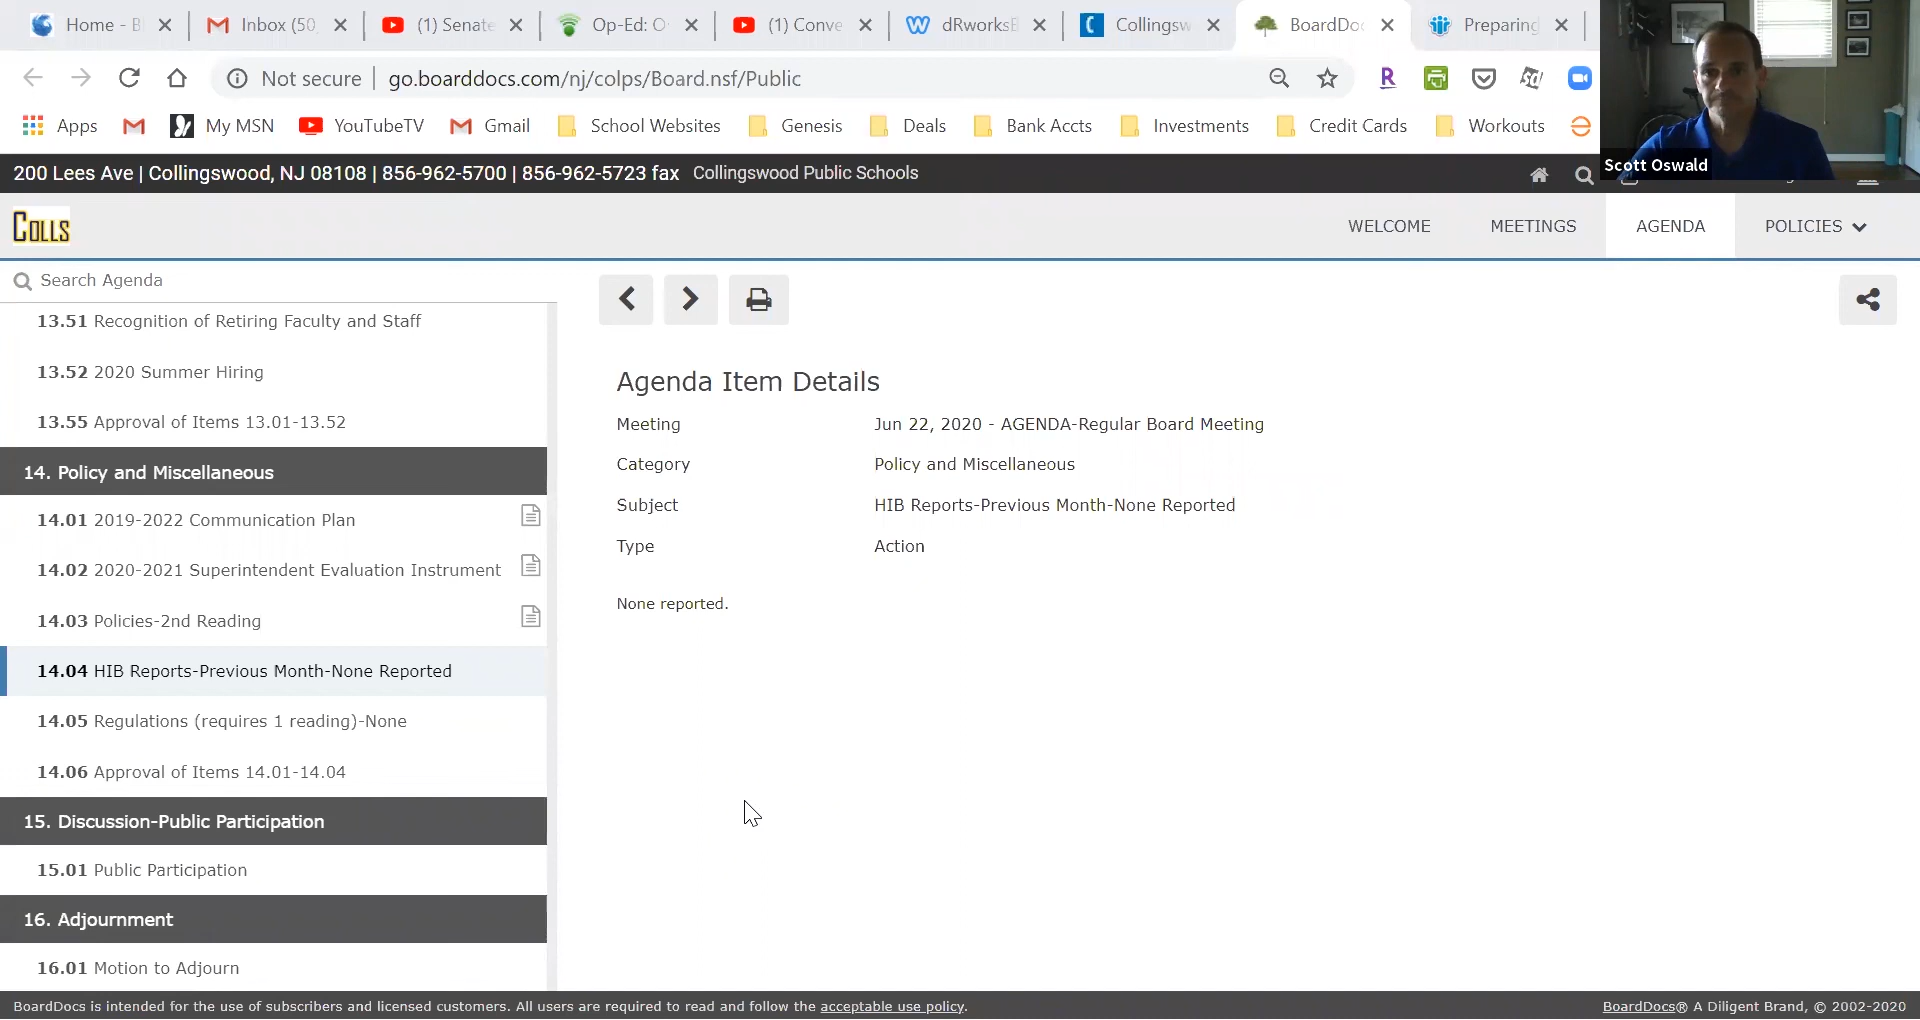 Home - B
Inbox (50
(1) Senate
Op-Ed: O
(1) Conve
dRworksB
Collingsw
BoardDoc
Preparing
Not secure
go.boarddocs.com/nj/colps/Board.nsf/Public
Apps
My MSN
YouTubeTV
Gmail
School Websites
Genesis
Deals
Bank Accts
Investments
Credit Cards
Workouts
Scott Oswald
200 Lees Ave | Collingswood, NJ 08108 | 856-962-5700 | 856-962-5723 fax Collingswood Public Schools
COLLS
WELCOME
MEETINGS
AGENDA
POLICIES
Search Agenda
13.51 Recognition of Retiring Faculty and Staff
13.52 2020 Summer Hiring
13.55 Approval of Items 13.01-13.52
14. Policy and Miscellaneous
14.01 2019-2022 Communication Plan
14.02 2020-2021 Superintendent Evaluation Instrument
14.03 Policies-2nd Reading
14.04 HIB Reports-Previous Month-None Reported
14.05 Regulations (requires 1 reading)-None
14.06 Approval of Items 14.01-14.04
15. Discussion-Public Participation
15.01 Public Participation
16. Adjournment
16.01 Motion to Adjourn
Agenda Item Details
Meeting Jun 22, 2020 - AGENDA-Regular Board Meeting
Category Policy and Miscellaneous
Subject HIB Reports-Previous Month-None Reported
Type Action
None reported.
BoardDocs is intended for the use of subscribers and licensed customers. All users are required to read and follow the acceptable use policy.
BoardDocs® A Diligent Brand, © 2002-2020